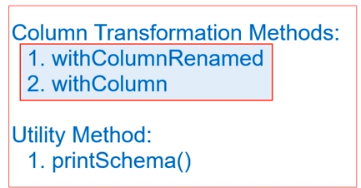 Column Transformation Methods:
1. withColumnRenamed
2. withColumn
Utility Method:
1. printSchema()